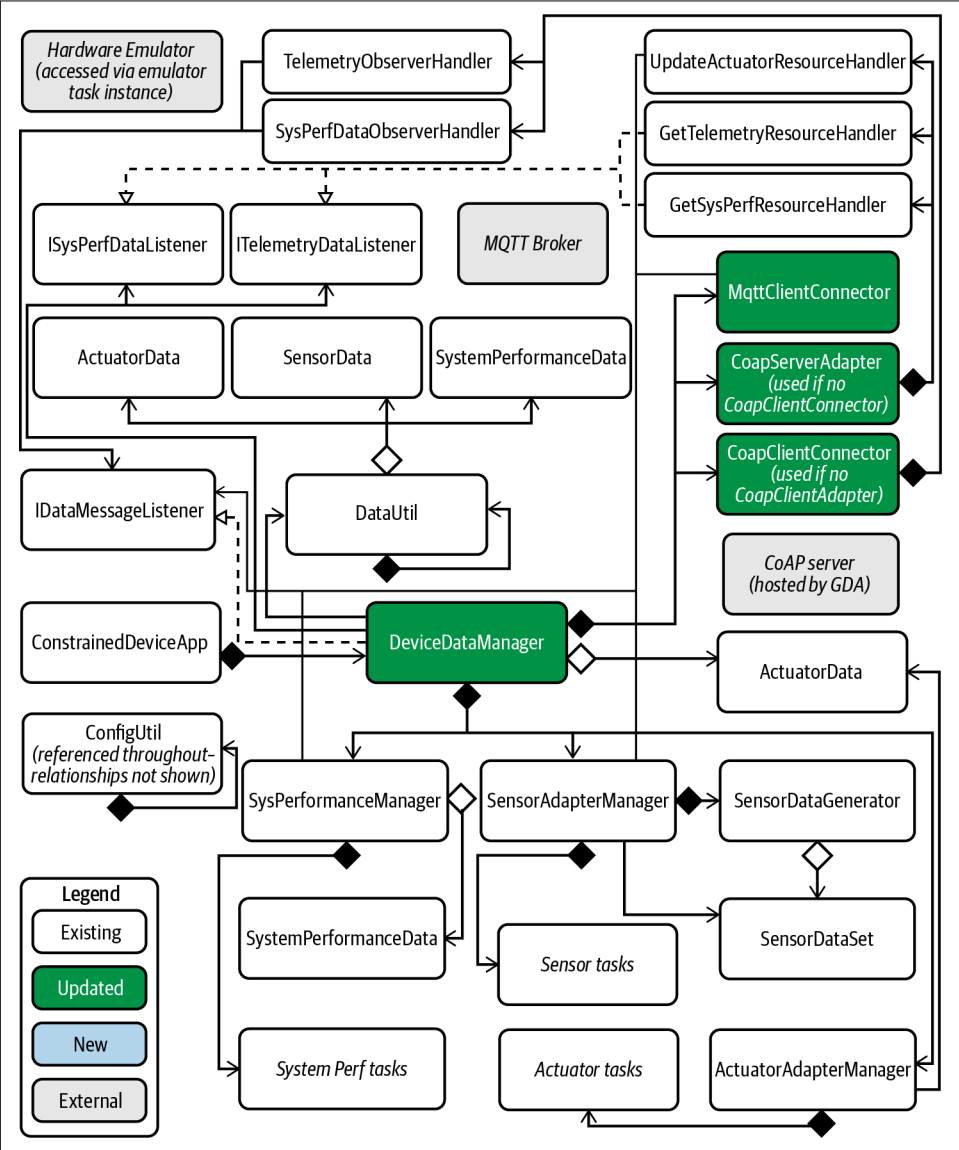 Hardware Emulator
(accessed via emulator
task instance)
TelemetryObserverHandler
SysPerfDataObserverHandler
UpdateActuatorResourceHandler
GetTelemetryResourceHandler
GetSysPerfResourceHandler
ISysPerfDataListener
ITelemetryDataListener
MQTT Broker
MqttClientConnector
ActuatorData
SensorData
SystemPerformanceData
CoapServerAdapter
(used if no
CoapClientConnector)
CoapClientConnector
(used if no
CoapClientAdapter)
IDataMessageListener
DataUtil
CoAP server
(hosted by GDA)
ConstrainedDeviceApp
DeviceDataManager
ActuatorData
ConfigUtil
(referenced throughout–
relationships not shown)
SysPerformanceManager
SensorAdapterManager
SensorDataGenerator
Legend
Existing
Updated
New
External
SystemPerformanceData
Sensor tasks
SensorDataSet
System Perf tasks
Actuator tasks
ActuatorAdapterManager